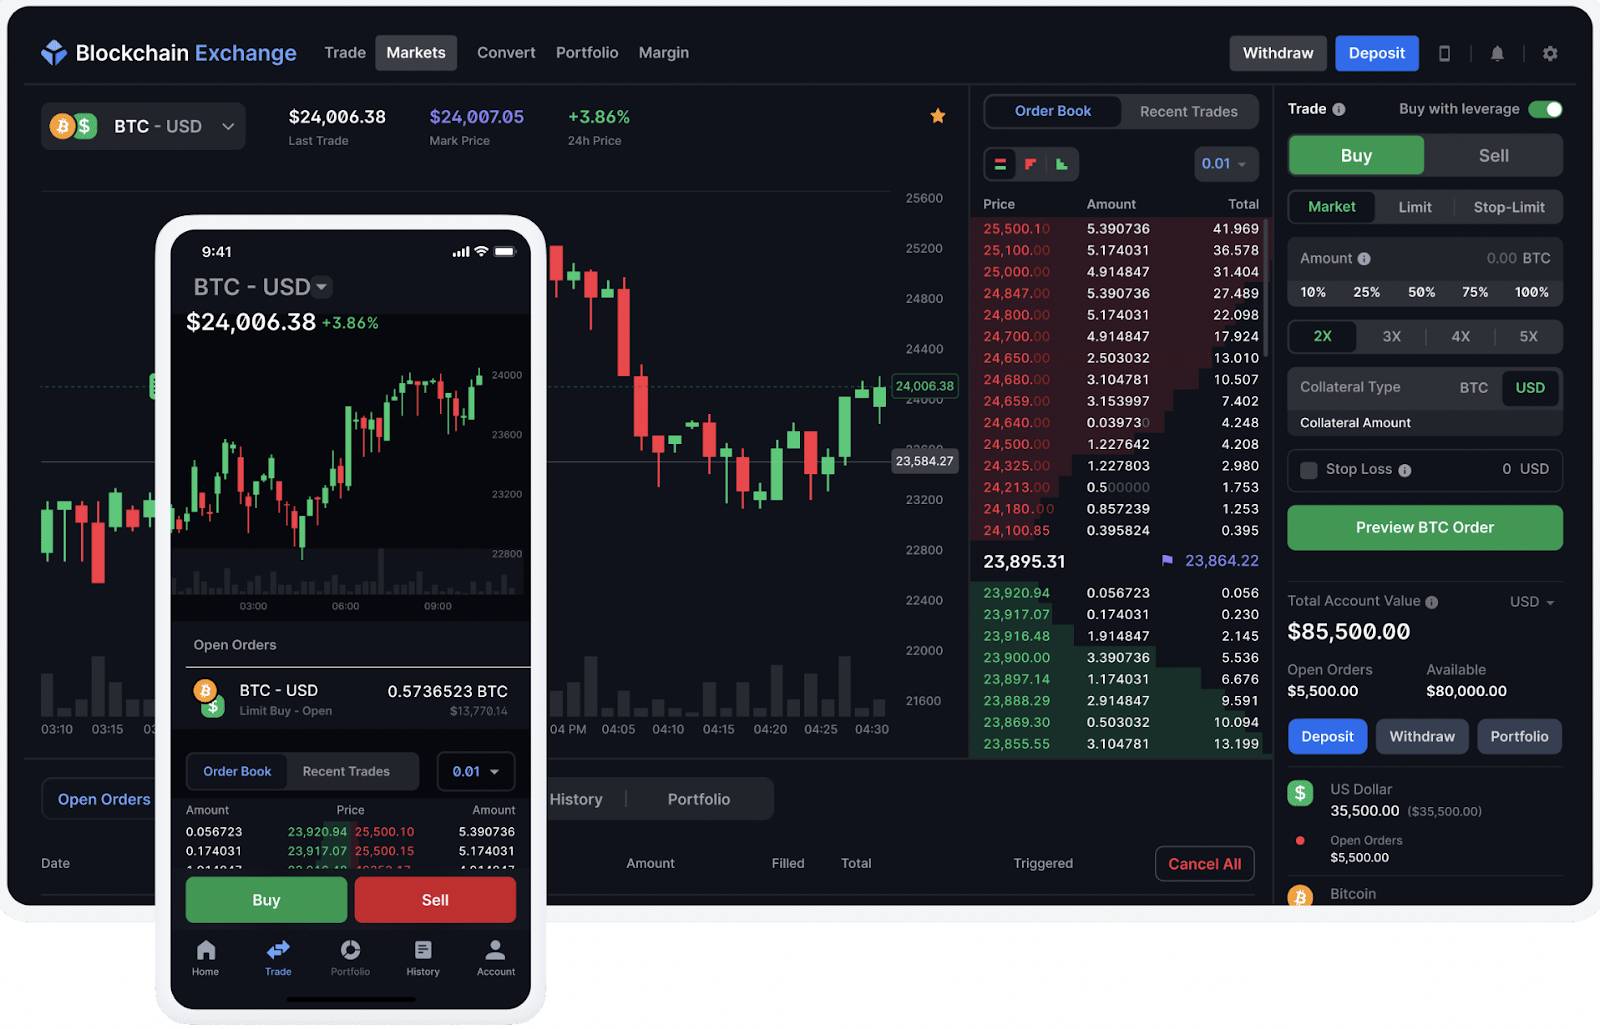 Blockchain Exchange Trade Markets Convert Portfolio Margin Withdraw Deposit
BTC - USD
$24,006.38 $24,007.05 +3.86%
Last Trade Mark Price 24h Price
25600
25200
24800
24400
24,006.38
23,584.27
23200
22800
22400
22000
21600
03:10 03:15 04 PM 04:05 04:10 04:15 04:20 04:25 04:30
Open Orders History Portfolio
Date Amount Filled Total Triggered Cancel All
Order Book Recent Trades
0.01
Price Amount Total
25,500.10 5.390736 41.969
25,100.00 5.174031 36.578
25,000.00 4.914847 31.404
24,847.00 5.390736 27.489
24,800.00 5.174031 22.098
24,700.00 4.914847 17.924
24,650.00 2.503032 13.010
24,680.00 3.104781 10.507
24,659.00 3.153997 7.402
24,640.00 0.039730 4.248
24,500.00 1.227642 4.208
24,325.00 1.227803 2.980
24,213.00 0.500000 1.753
24,180.00 0.857239 1.253
24,100.85 0.395824 0.395
23,895.31 23,864.22
23,920.94 0.056723 0.056
23,917.07 0.174031 0.230
23,916.48 1.914847 2.145
23,900.00 3.390736 5.536
23,897.14 1.174031 6.676
23,888.29 2.914847 9.591
23,869.30 0.503032 10.094
23,855.55 3.104781 13.199
Trade Buy with leverage
Buy Sell
Market Limit Stop-Limit
Amount 0.00 BTC
10% 25% 50% 75% 100%
2X 3X 4X 5X
Collateral Type BTC USD
Collateral Amount
Stop Loss 0 USD
Preview BTC Order
Total Account Value USD
$85,500.00
Open Orders Available
$5,500.00 $80,000.00
Deposit Withdraw Portfolio
US Dollar
35,500.00 ($35,500.00)
Open Orders
$5,500.00
Bitcoin
9:41
BTC - USD
$24,006.38 +3.86%
24000
23600
23200
22800
03:00 06:00 09:00
Open Orders
BTC - USD 0.5736523 BTC
Limit Buy - Open $13,770.14
Order Book Recent Trades 0.01
Amount Price Amount
0.056723 23,920.94 25,500.10 5.390736
0.174031 23,917.07 25,500.15 5.174031
Buy Sell
Home Trade Portfolio History Account